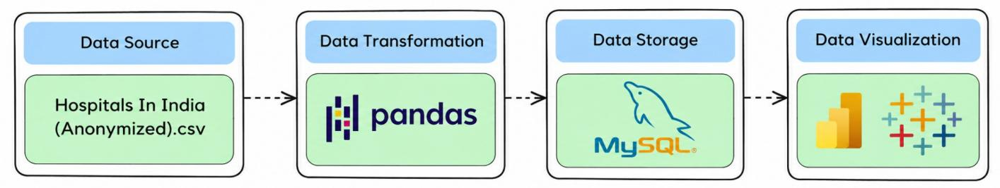 Data Source
Hospitals In India
(Anonymized).csv
Data Transformation
pandas
Data Storage
MySQL®
Data Visualization